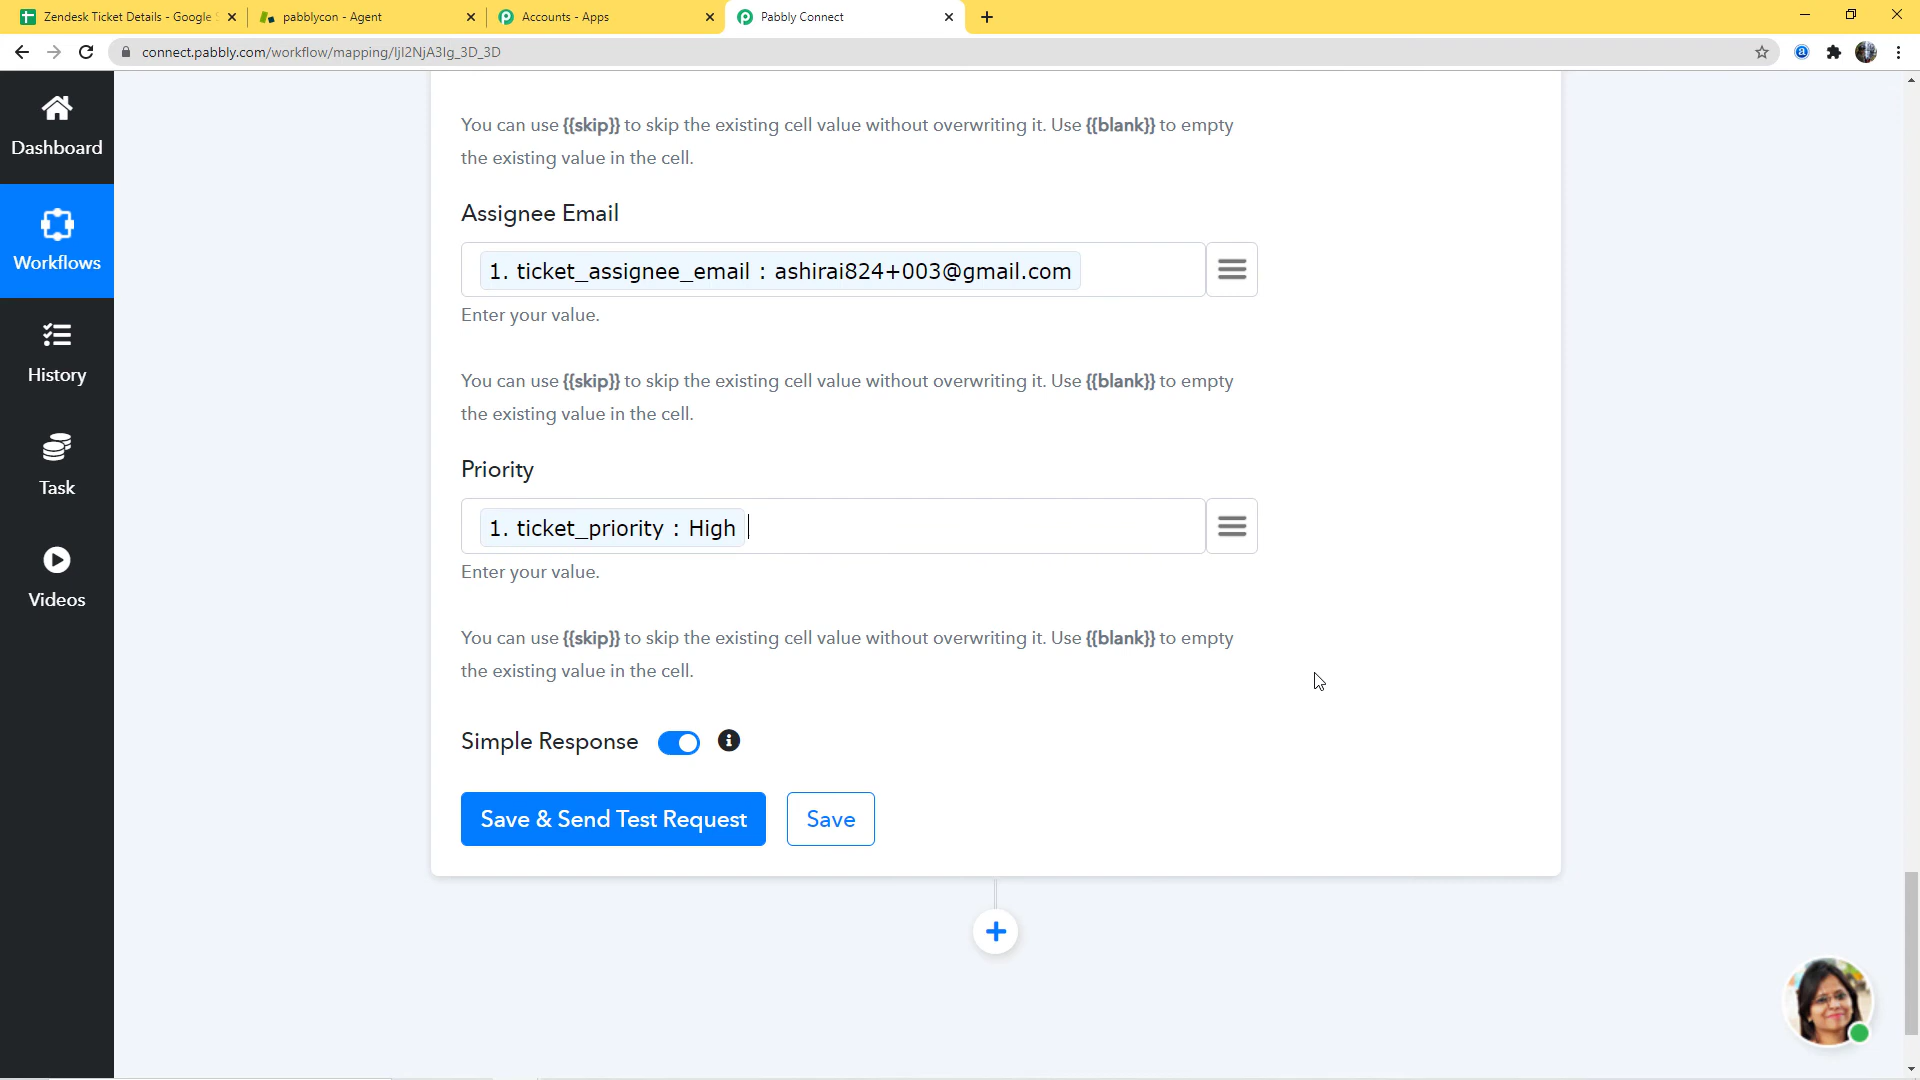 Zendesk Ticket Details - Google
pabblycon - Agent
Accounts - Apps
Pabbly Connect
connect.pabbly.com/workflow/mapping/IjI2NjA3Ig_3D_3D
Dashboard
Workflows
History
Task
Videos
You can use {{skip}} to skip the existing cell value without overwriting it. Use {{blank}} to empty
the existing value in the cell.
Assignee Email
1. ticket_assignee_email : ashirai824+003@gmail.com
Enter your value.
You can use {{skip}} to skip the existing cell value without overwriting it. Use {{blank}} to empty
the existing value in the cell.
Priority
1. ticket_priority : High
Enter your value.
You can use {{skip}} to skip the existing cell value without overwriting it. Use {{blank}} to empty
the existing value in the cell.
Simple Response
Save & Send Test Request
Save